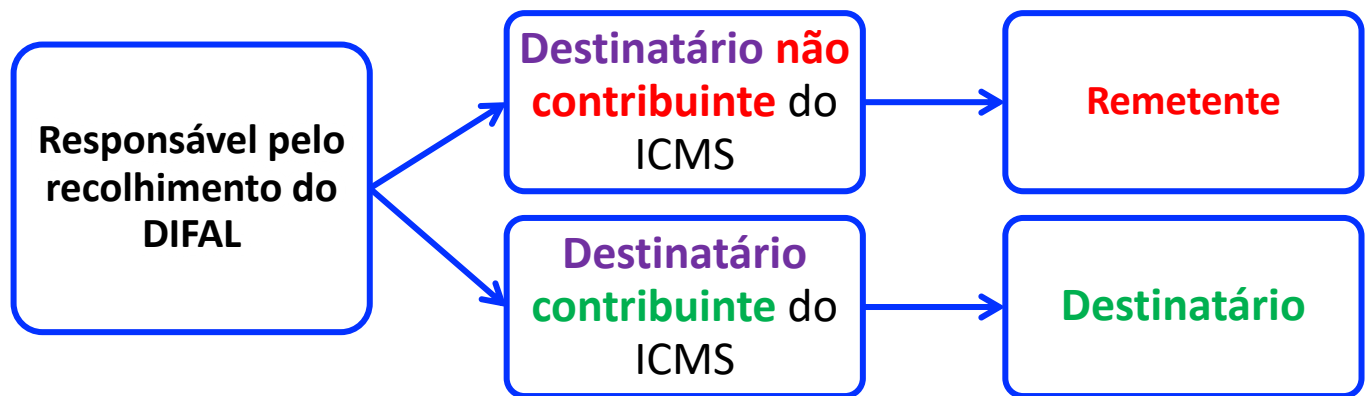 Responsável pelo
recolhimento do
DIFAL
Destinatário não
contribuinte do
ICMS
Remetente
Destinatário
contribuinte do
ICMS
Destinatário